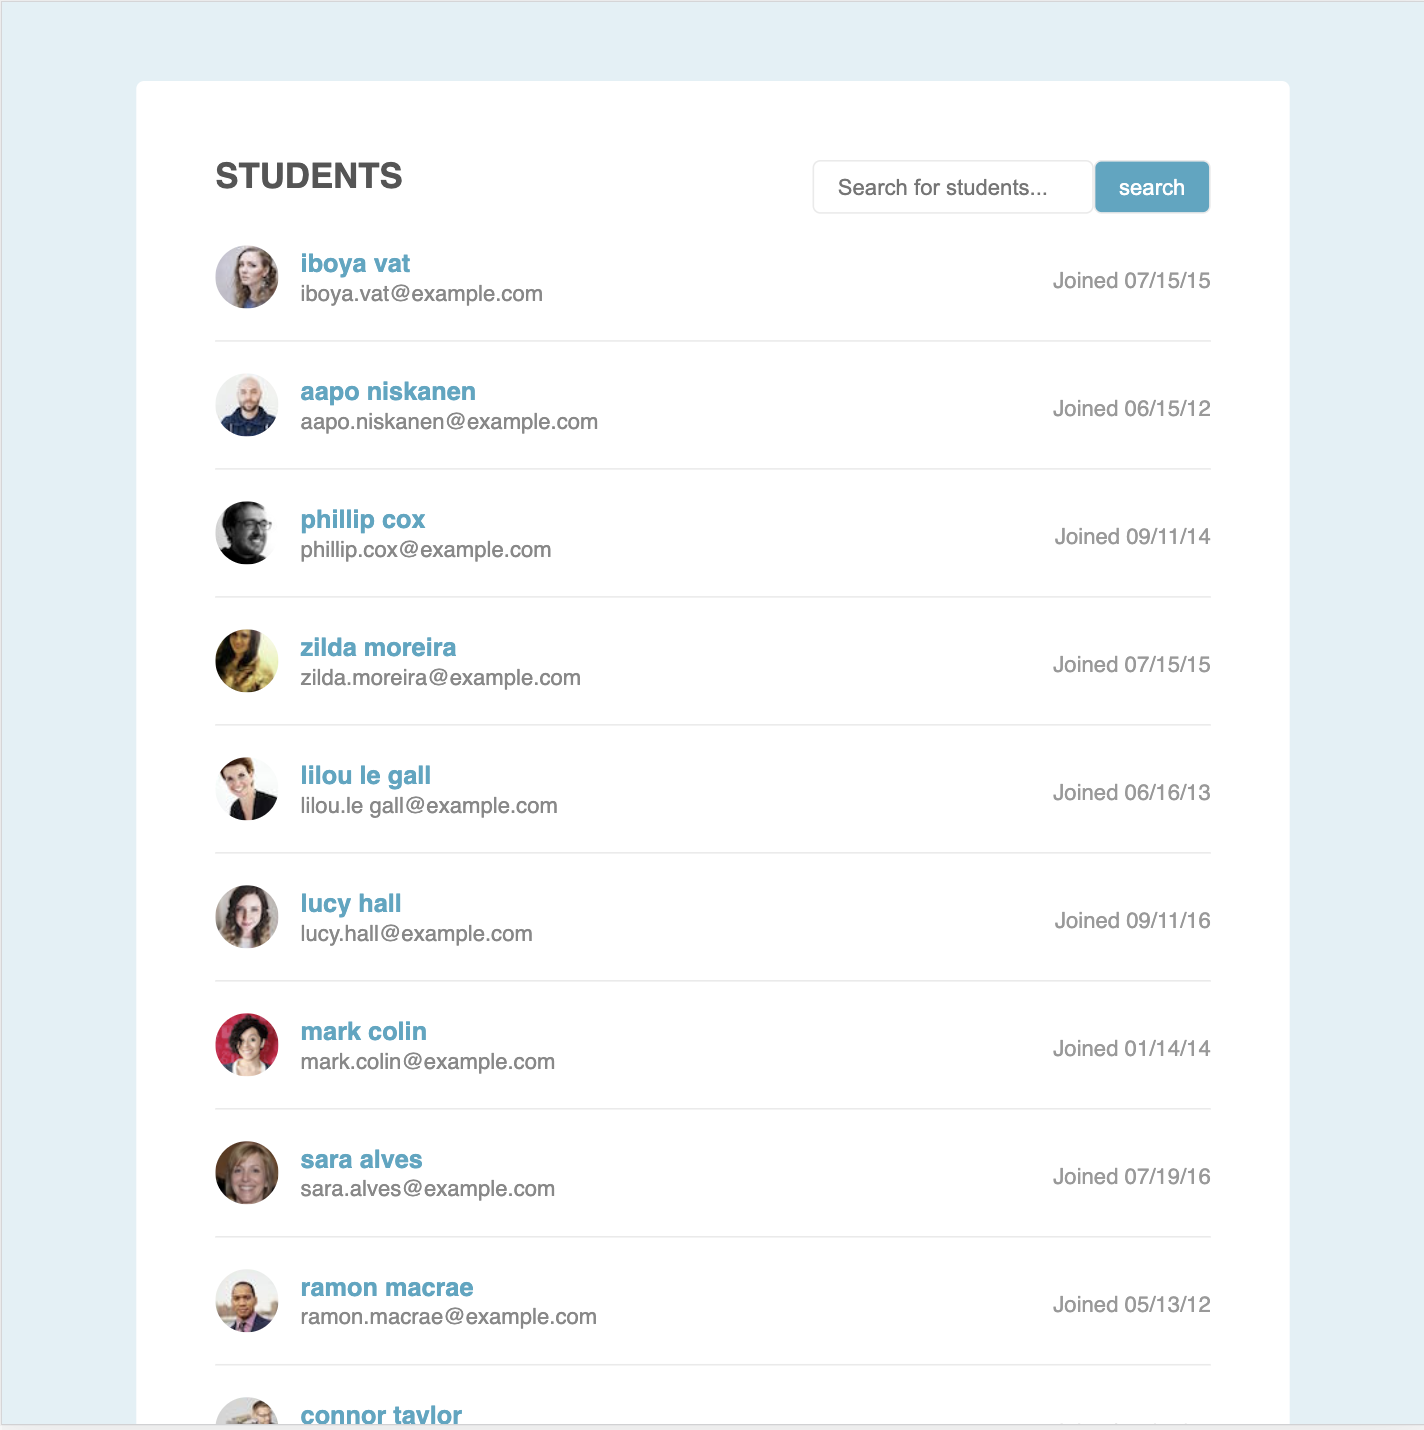 STUDENTS
Search for students...
search
iboya vat
iboya.vat@example.com
Joined 07/15/15
aapo niskanen
aapo.niskanen@example.com
Joined 06/15/12
phillip cox
phillip.cox@example.com
Joined 09/11/14
zilda moreira
zilda.moreira@example.com
Joined 07/15/15
lilou le gall
lilou.le gall@example.com
Joined 06/16/13
lucy hall
lucy.hall@example.com
Joined 09/11/16
mark colin
mark.colin@example.com
Joined 01/14/14
sara alves
sara.alves@example.com
Joined 07/19/16
ramon macrae
ramon.macrae@example.com
Joined 05/13/12
connor taylor